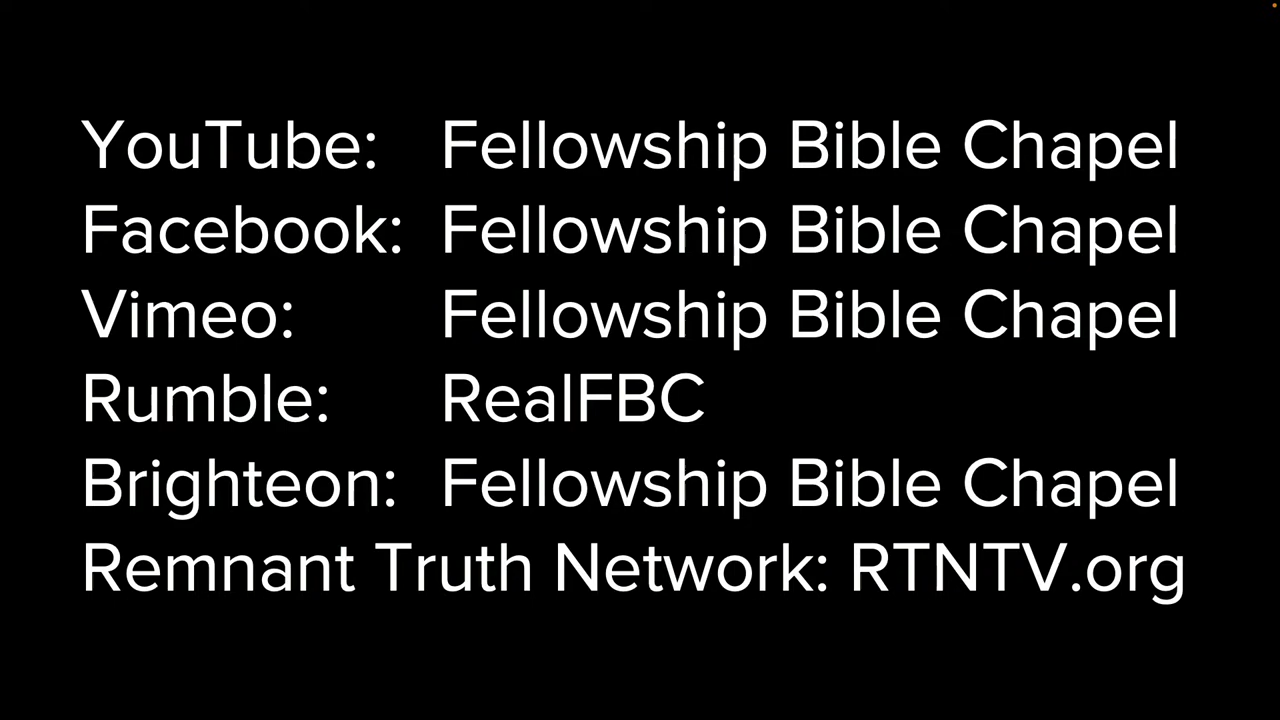 YouTube: Fellowship Bible Chapel
Facebook: Fellowship Bible Chapel
Vimeo: Fellowship Bible Chapel
Rumble: RealFBC
Brighteon: Fellowship Bible Chapel
Remnant Truth Network: RTNTV.org